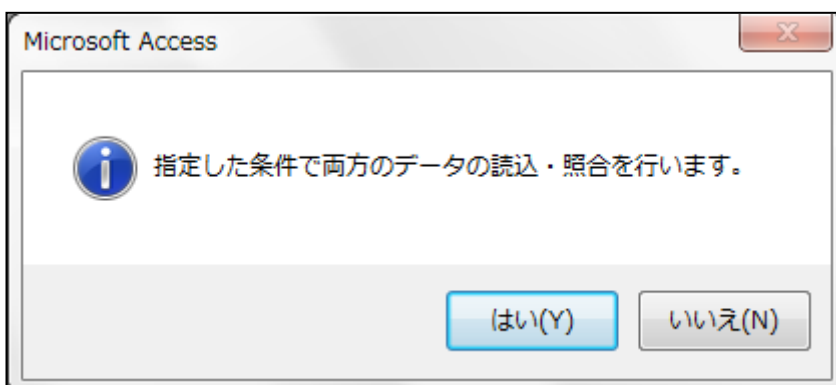 Microsoft Access
指定した条件で両方のデータの読込・照合を行います。
はい(Y)
いいえ(N)